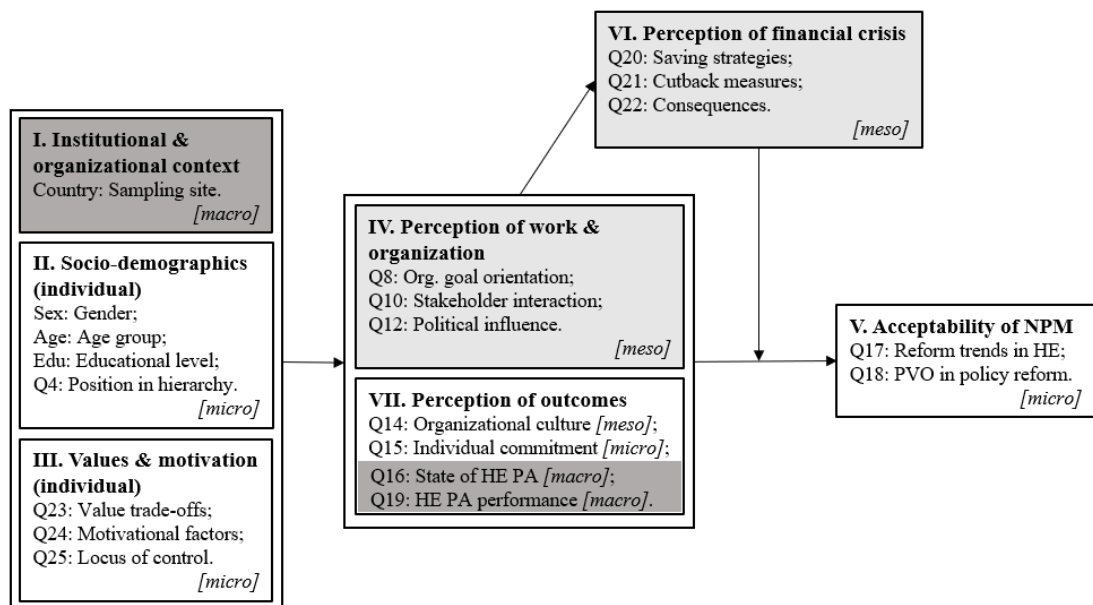 I. Institutional &
organizational context
Country: Sampling site.
[macro]
II. Socio-demographics
(individual)
Sex: Gender;
Age: Age group;
Edu: Educational level;
Q4: Position in hierarchy.
[micro]
III. Values & motivation
(individual)
Q23: Value trade-offs;
Q24: Motivational factors;
Q25: Locus of control.
[micro]
IV. Perception of work &
organization
Q8: Org. goal orientation;
Q10: Stakeholder interaction;
Q12: Political influence.
[meso]
VII. Perception of outcomes
Q14: Organizational culture [meso];
Q15: Individual commitment [micro];
Q16: State of HE PA [macro];
Q19: HE PA performance [macro].
VI. Perception of financial crisis
Q20: Saving strategies;
Q21: Cutback measures;
Q22: Consequences.
[meso]
V. Acceptability of NPM
Q17: Reform trends in HE;
Q18: PVO in policy reform.
[micro]